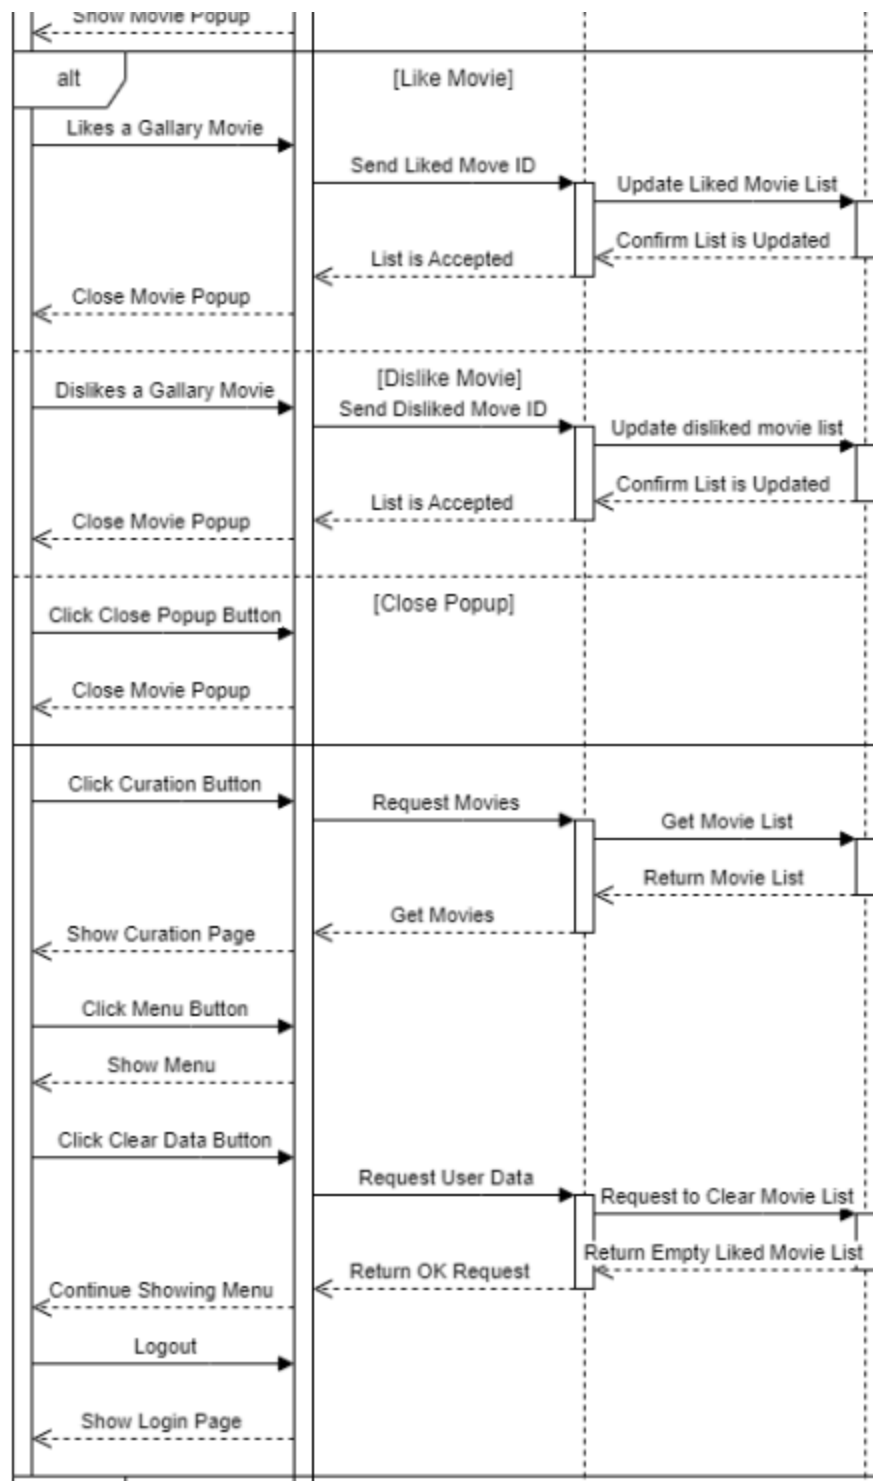 Show Movie Popup
alt
[Like Movie]
Likes a Gallary Movie
Send Liked Move ID
Update Liked Movie List
Confirm List is Updated
List is Accepted
Close Movie Popup
[Dislike Movie]
Dislikes a Gallary Movie
Send Disliked Move ID
Update disliked movie list
Confirm List is Updated
List is Accepted
Close Movie Popup
[Close Popup]
Click Close Popup Button
Close Movie Popup
Click Curation Button
Request Movies
Get Movie List
Return Movie List
Get Movies
Show Curation Page
Click Menu Button
Show Menu
Click Clear Data Button
Request User Data
Request to Clear Movie List
Return Empty Liked Movie List
Return OK Request
Continue Showing Menu
Logout
Show Login Page